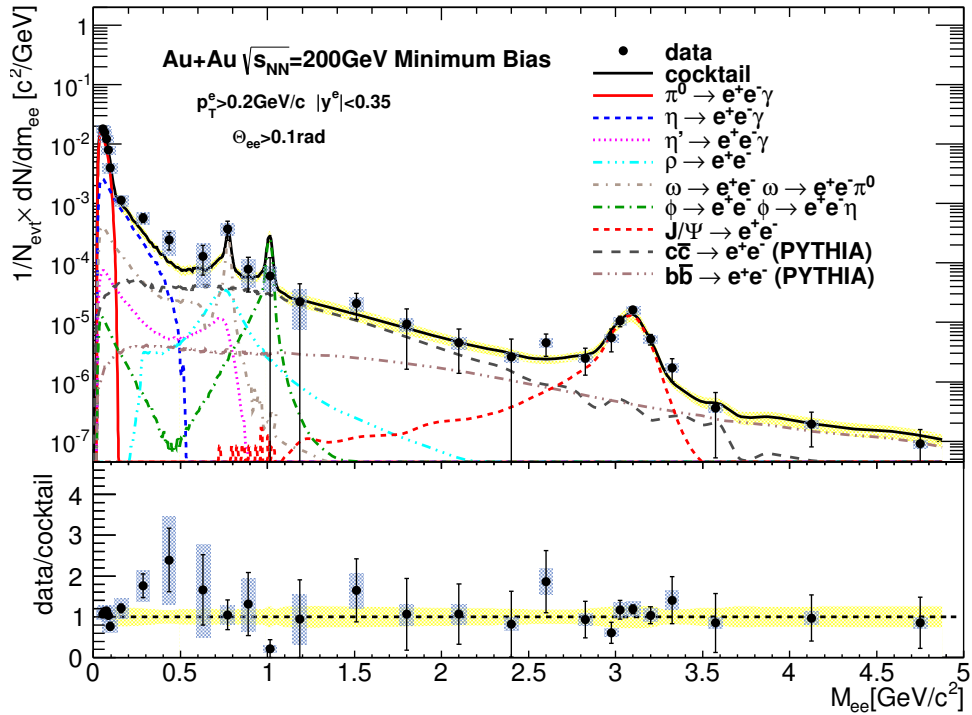 1/N_evt × dN/dm_ee [c²/GeV]
1
10⁻¹
10⁻²
10⁻³
10⁻⁴
10⁻⁵
10⁻⁶
10⁻⁷
Au+Au √s_NN=200GeV Minimum Bias
p_T^e>0.2GeV/c |y^e|<0.35
Θ_ee>0.1rad
data
cocktail
π⁰ → e⁺e⁻γ
η → e⁺e⁻γ
η' → e⁺e⁻γ
ρ → e⁺e⁻
ω → e⁺e⁻ ω → e⁺e⁻π⁰
ϕ → e⁺e⁻ ϕ → e⁺e⁻η
J/Ψ → e⁺e⁻
cc̅ → e⁺e⁻ (PYTHIA)
bb̅ → e⁺e⁻ (PYTHIA)
data/cocktail
4
3
2
1
0
0 0.5 1 1.5 2 2.5 3 3.5 4 4.5 5
M_ee[GeV/c²]